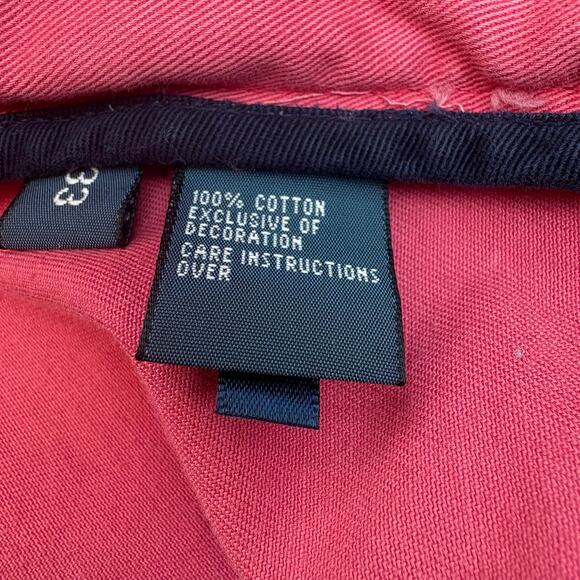 33
100% COTTON
EXCLUSIVE OF
DECORATION
CARE INSTRUCTIONS
OVER